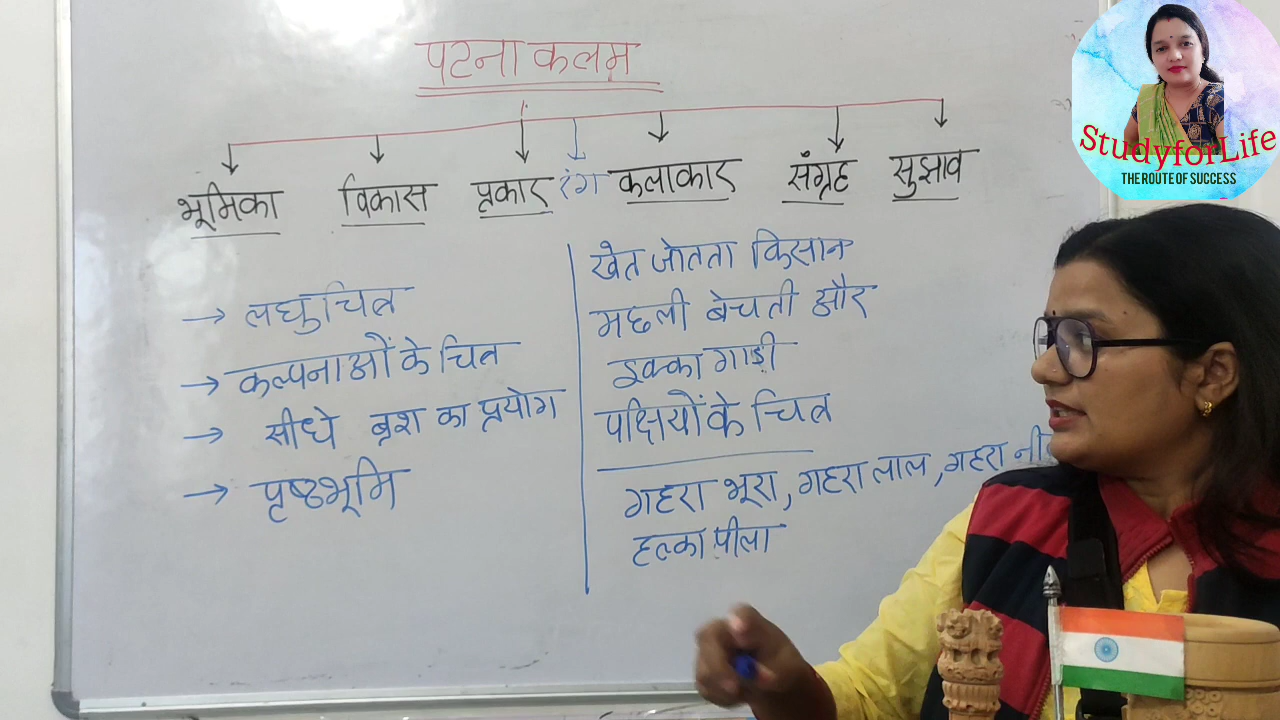 पटना कलम
भूमिका विकास प्रकार रंग कलाकार संग्रह सुझाव
→ लघुचित्र
→ कल्पनाओं के चित्र
→ सीधे ब्रश का प्रयोग
→ पृष्ठभूमि
खेत जोतता किसान
मछली बेचती और
इक्का गाड़ी
पक्षियों के चित्र
गहरा भूरा, गहरा लाल, गहरा
हल्का पीला
StudyforLife
THE ROUTE OF SUCCESS